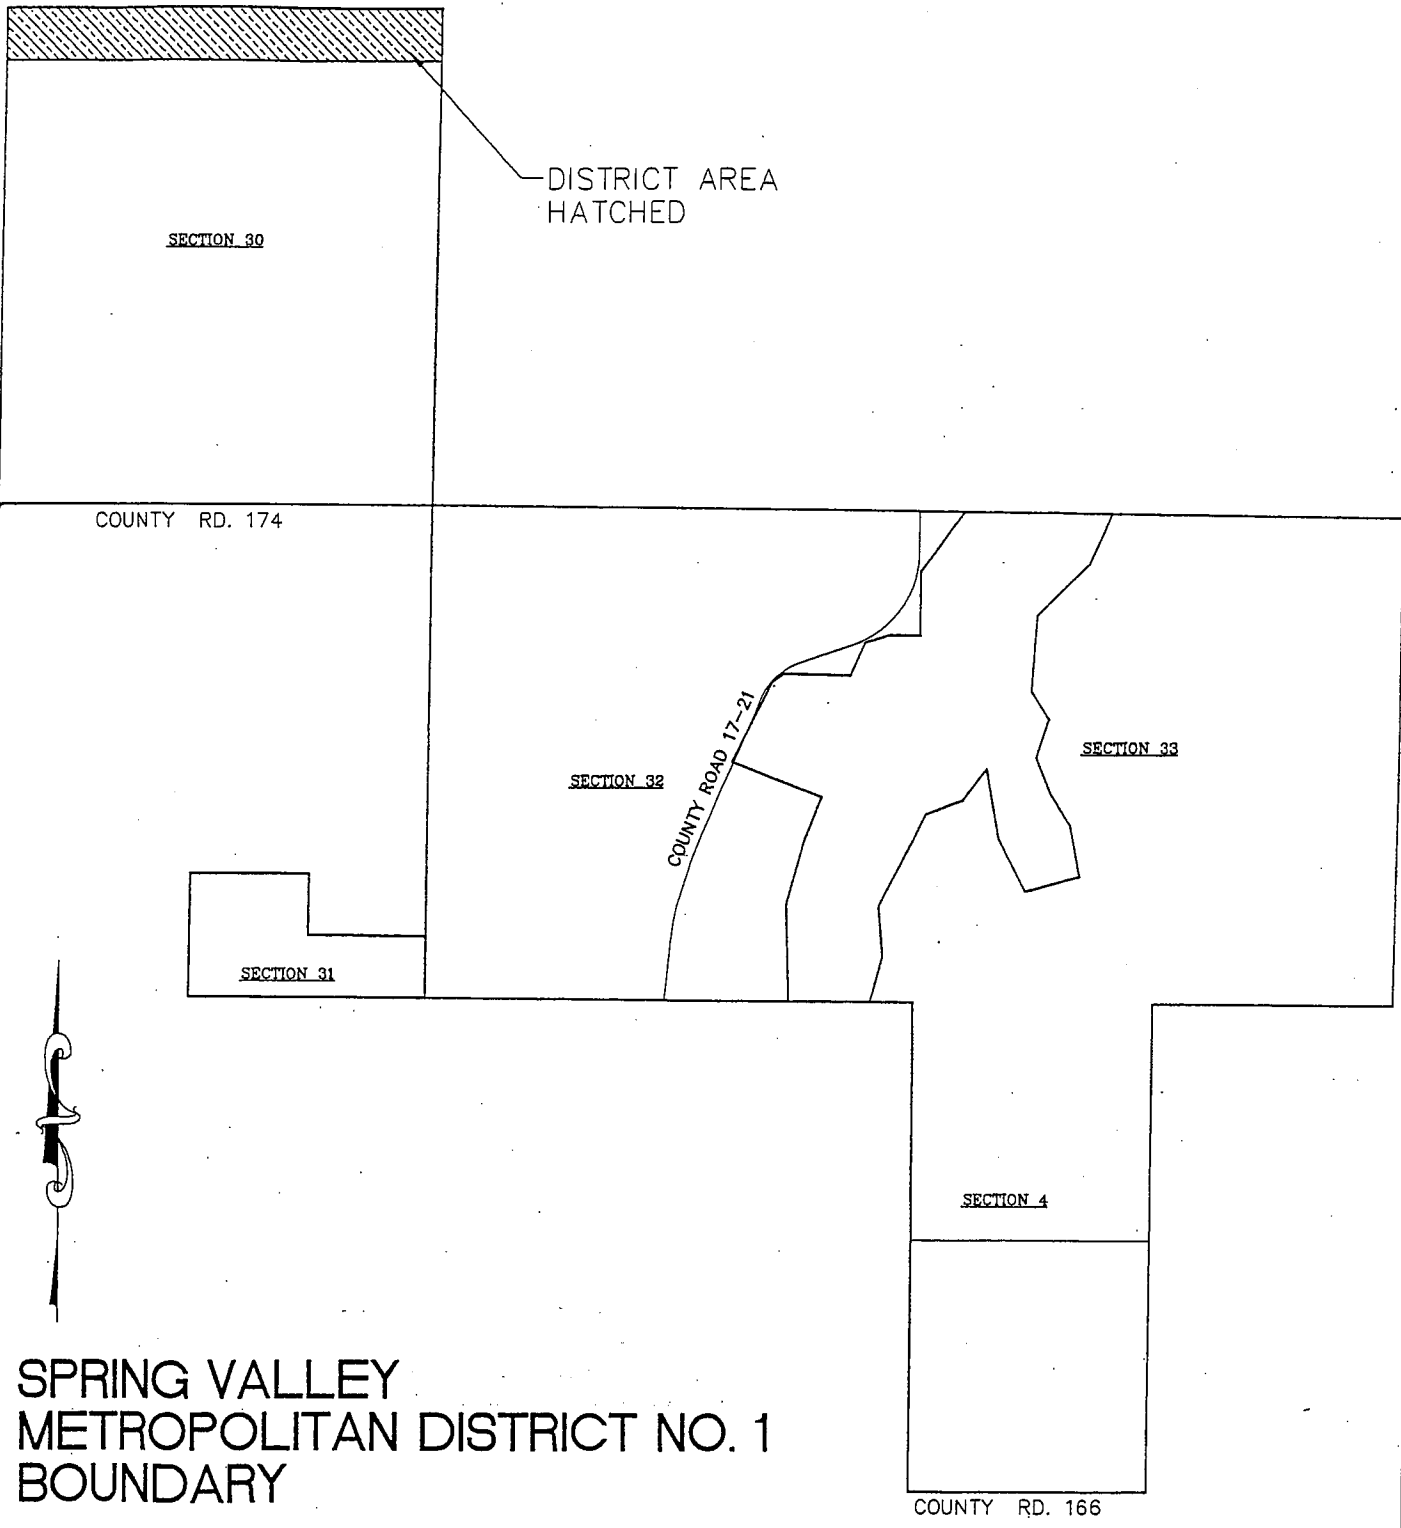 DISTRICT AREA
HATCHED
SECTION 30
COUNTY RD. 174
COUNTY ROAD 17-21
SECTION 33
SECTION 32
SECTION 31
SECTION 4
SPRING VALLEY
METROPOLITAN DISTRICT NO. 1
BOUNDARY
COUNTY RD. 166